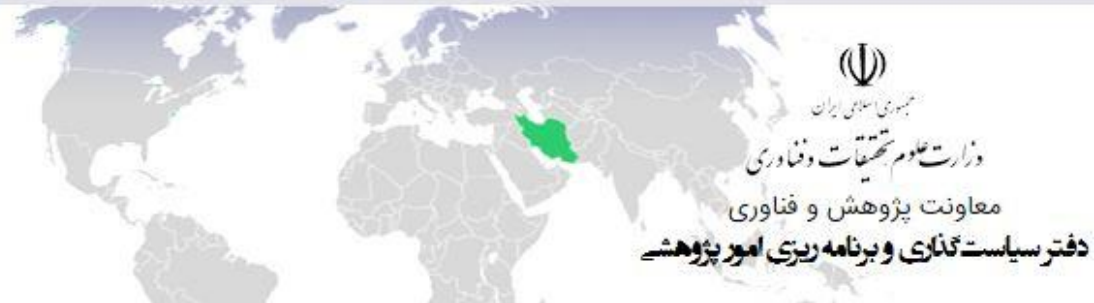 جمهوری اسلامی ایران
وزارت علوم تحقیقات و فناوری
معاونت پژوهش و فناوری
دفتر سیاست گذاری و برنامه ریزی امور پژوهشی